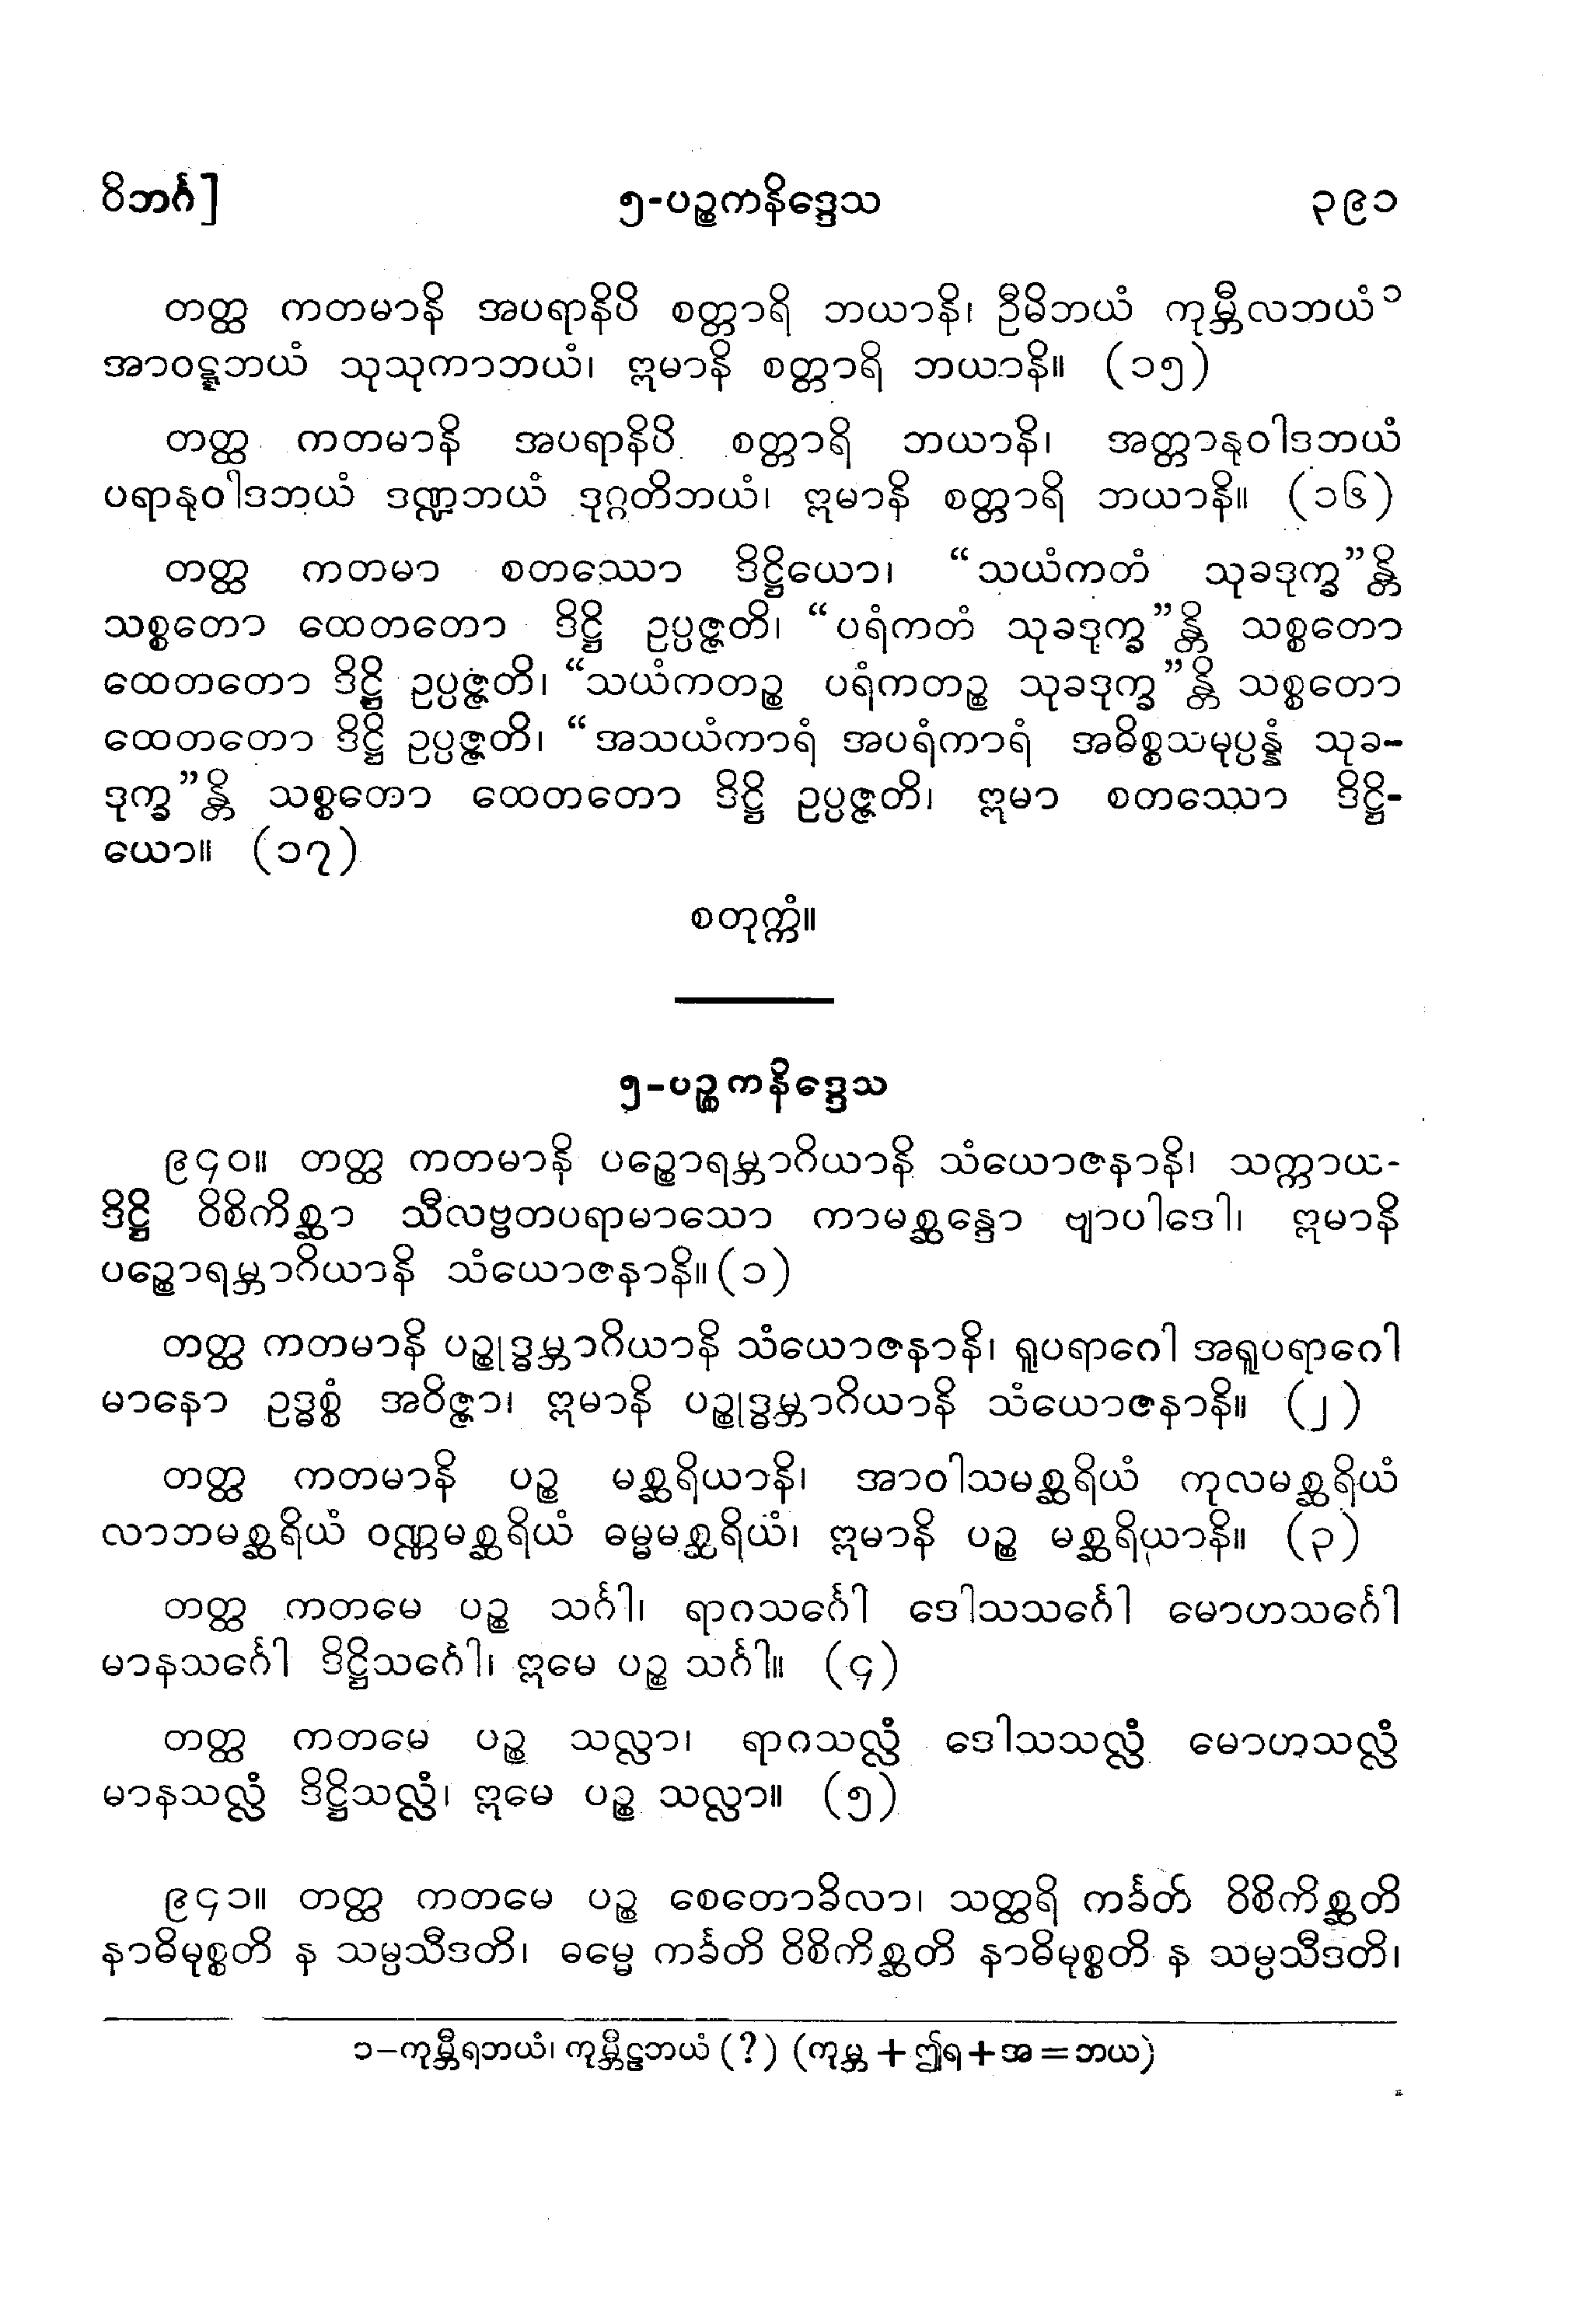 ဝိဘင်္ဂ]
၅-ပဉ္စကနိဒ္ဒေသ
၃၉၁
တတ္ထ ကတမာနိ အပရာနိပိ စတ္တာရိ ဘယာနိ၊ ဦမိဘယံ ကုမ္ဘီလဘယံ၁
အာဝဋ္ဋဘယံ သုသုကာဘယံ၊ ဣမာနိ စတ္တာရိ ဘယာနိ။ (၁၅)
တတ္ထ ကတမာနိ အပရာနိပိ စတ္တာရိ ဘယာနိ၊ အတ္တာနုဝါဒဘယံ
ပရာနုဝါဒဘယံ ဒဏ္ဍဘယံ ဒုဂ္ဂတိဘယံ၊ ဣမာနိ စတ္တာရိ ဘယာနိ။ (၁၆)
တတ္ထ ကတမာ စတဿော ဒိဋ္ဌိယော၊ “သယံကတံ သုခဒုက္ခ”န္တိ
သစ္စတော ထေတတော ဒိဋ္ဌိ ဥပ္ပဇ္ဇတိ၊ “ပရံကတံ သုခဒုက္ခ”န္တိ သစ္စတော
ထေတတော ဒိဋ္ဌိ ဥပ္ပဇ္ဇတိ၊ “သယံကတဉ္စ ပရံကတဉ္စ သုခဒုက္ခ”န္တိ သစ္စတော
ထေတတော ဒိဋ္ဌိ ဥပ္ပဇ္ဇတိ၊ “အသယံကာရံ အပရံကာရံ အဓိစ္စသမုပ္ပန္နံ သုခ-
ဒုက္ခ”န္တိ သစ္စတော ထေတတော ဒိဋ္ဌိ ဥပ္ပဇ္ဇတိ၊ ဣမာ စတဿော ဒိဋ္ဌိ-
ယော။ (၁၇)
စတုက္ကံ။
၅-ပဉ္စကနိဒ္ဒေသ
၉၄၀။ တတ္ထ ကတမာနိ ပဉ္စောရမ္ဘာဂိယာနိ သံယောဇနာနိ၊ သက္ကာယ-
ဒိဋ္ဌိ ဝိစိကိစ္ဆာ သီလဗ္ဗတပရာမာသော ကာမစ္ဆန္ဒော ဗျာပါဒေါ၊ ဣမာနိ
ပဉ္စောရမ္ဘာဂိယာနိ သံယောဇနာနိ။ (၁)
တတ္ထ ကတမာနိ ပဉ္စုဒ္ဓမ္ဘာဂိယာနိ သံယောဇနာနိ၊ ရူပရာဂေါ အရူပရာဂေါ
မာနော ဥဒ္ဓစ္စံ အဝိဇ္ဇာ၊ ဣမာနိ ပဉ္စုဒ္ဓမ္ဘာဂိယာနိ သံယောဇနာနိ။ (၂)
တတ္ထ ကတမာနိ ပဉ္စ မစ္ဆရိယာနိ၊ အာဝါသမစ္ဆရိယံ ကုလမစ္ဆရိယံ
လာဘမစ္ဆရိယံ ဝဏ္ဏမစ္ဆရိယံ ဓမ္မမစ္ဆရိယံ၊ ဣမာနိ ပဉ္စ မစ္ဆရိယာနိ။ (၃)
တတ္ထ ကတမေ ပဉ္စ သင်္ဂါ၊ ရာဂသင်္ဂေါ ဒေါသသင်္ဂေါ မောဟသင်္ဂေါ
မာနသင်္ဂေါ ဒိဋ္ဌိသင်္ဂေါ၊ ဣမေ ပဉ္စ သင်္ဂါ။ (၄)
တတ္ထ ကတမေ ပဉ္စ သလ္လာ၊ ရာဂသလ္လံ ဒေါသသလ္လံ မောဟသလ္လံ
မာနသလ္လံ ဒိဋ္ဌိသလ္လံ၊ ဣမေ ပဉ္စ သလ္လာ။ (၅)
၉၄၁။ တတ္ထ ကတမေ ပဉ္စ စေတောခိလာ၊ သတ္ထရိ ကင်္ခတိ ဝိစိကိစ္ဆတိ
နာဓိမုစ္စတိ န သမ္ပသီဒတိ၊ ဓမ္မေ ကင်္ခတိ ဝိစိကိစ္ဆတိ နာဓိမုစ္စတိ န သမ္ပသီဒတိ၊
၁-ကုမ္ဘီရဘယံ၊ ကုမ္ဘီဠဘယံ (?) (ကုမ္ဘ + ဤရ + အ = ဘယ)